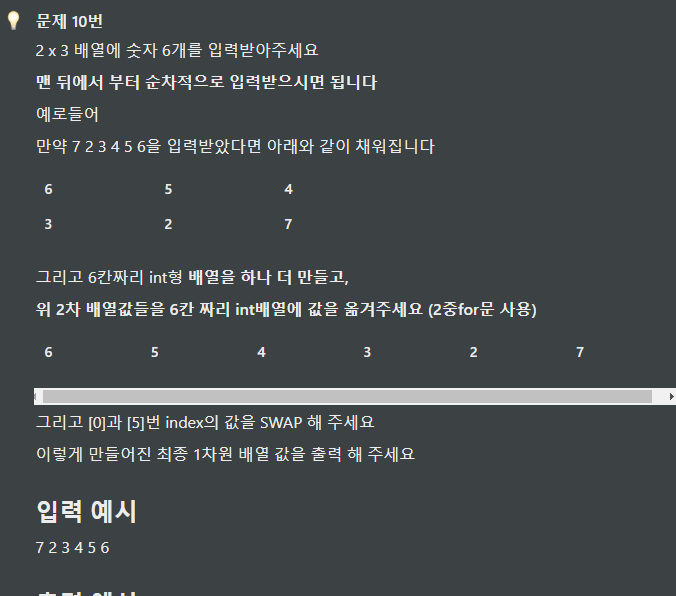 문제 10번
2 x 3 배열에 숫자 6개를 입력받아주세요
맨 뒤에서 부터 순차적으로 입력받으시면 됩니다
예로들어
만약 7 2 3 4 5 6을 입력받았다면 아래와 같이 채워집니다
6 5 4
3 2 7
그리고 6칸짜리 int형 배열을 하나 더 만들고,
위 2차 배열값들을 6칸 짜리 int배열에 값을 옮겨주세요 (2중for문 사용)
6 5 4 3 2 7
그리고 [0]과 [5]번 index의 값을 SWAP 해 주세요
이렇게 만들어진 최종 1차원 배열 값을 출력 해 주세요
입력 예시
7 2 3 4 5 6